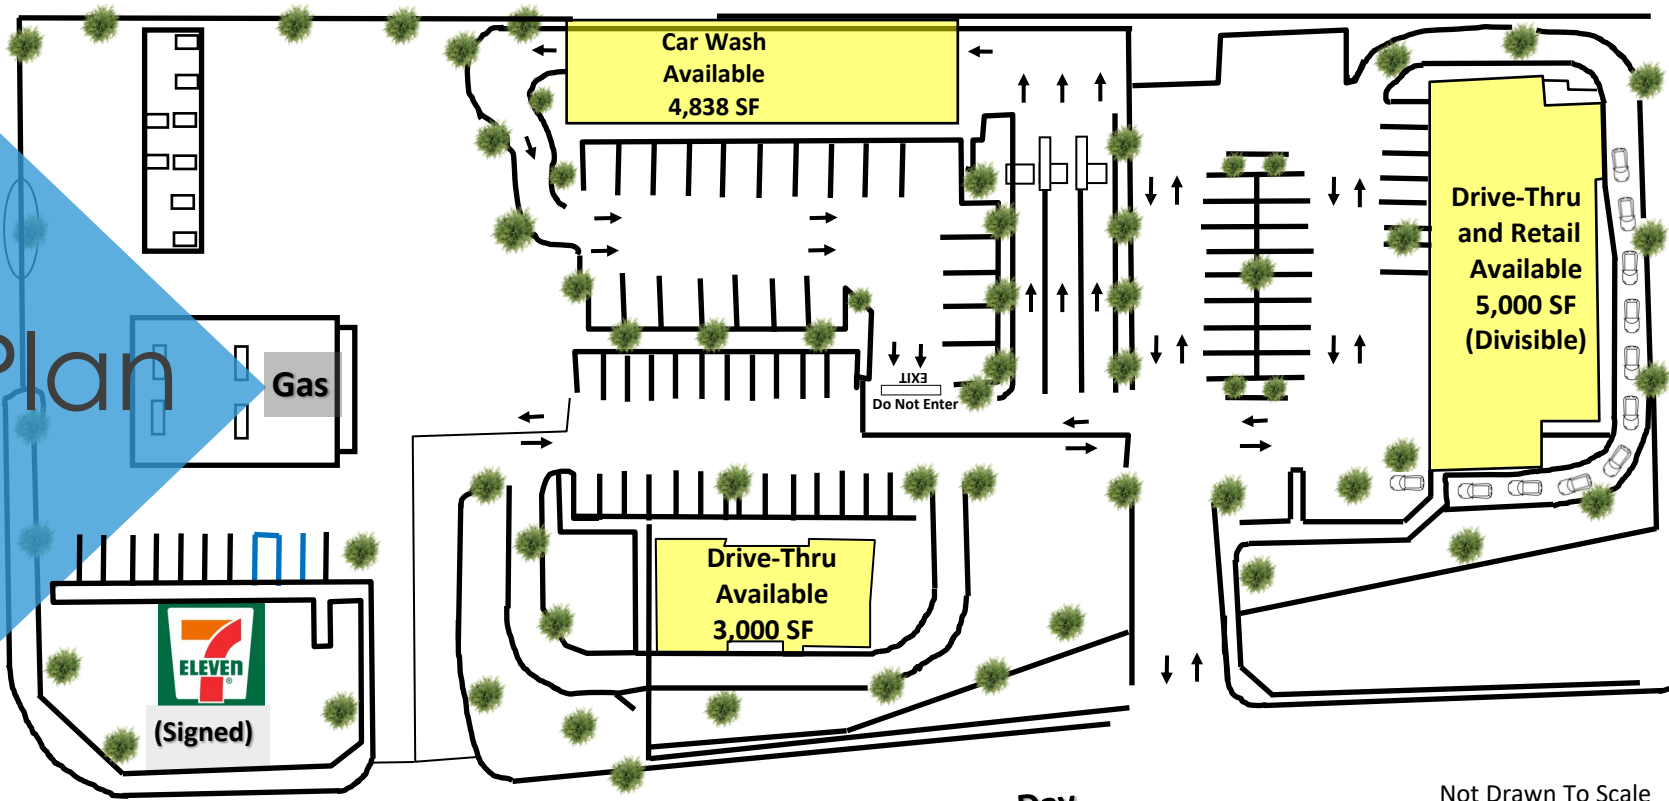 Car Wash
Available
4,838 SF
Drive-Thru
and Retail
Available
5,000 SF
(Divisible)
Plan
Gas
EXIT
Do Not Enter
Drive-Thru
Available
3,000 SF
7
ELEVEn
®
(Signed)
Not Drawn To Scale